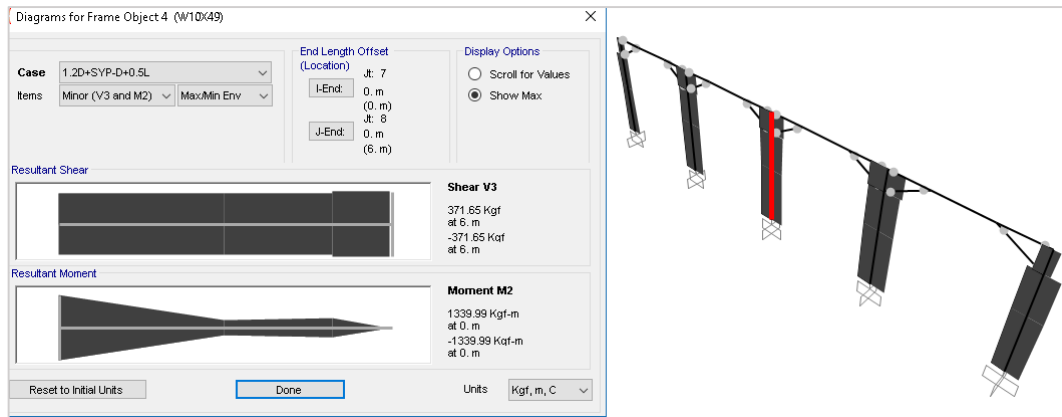 Diagrams for Frame Object 4 (W10X49)
Case
1.2D+SYP-D+0.5L
Items
Minor (V3 and M2)
Max/Min Env
End Length Offset
(Location)
I-End:
Jt: 7
0. m
(0. m)
J-End:
Jt: 8
0. m
(6. m)
Display Options
Scroll for Values
Show Max
Resultant Shear
Shear V3
371.65 Kgf
at 6. m
-371.65 Kgf
at 6. m
Resultant Moment
Moment M2
1339.99 Kgf-m
at 0. m
-1339.99 Kgf-m
at 0. m
Reset to Initial Units
Done
Units
Kgf, m, C